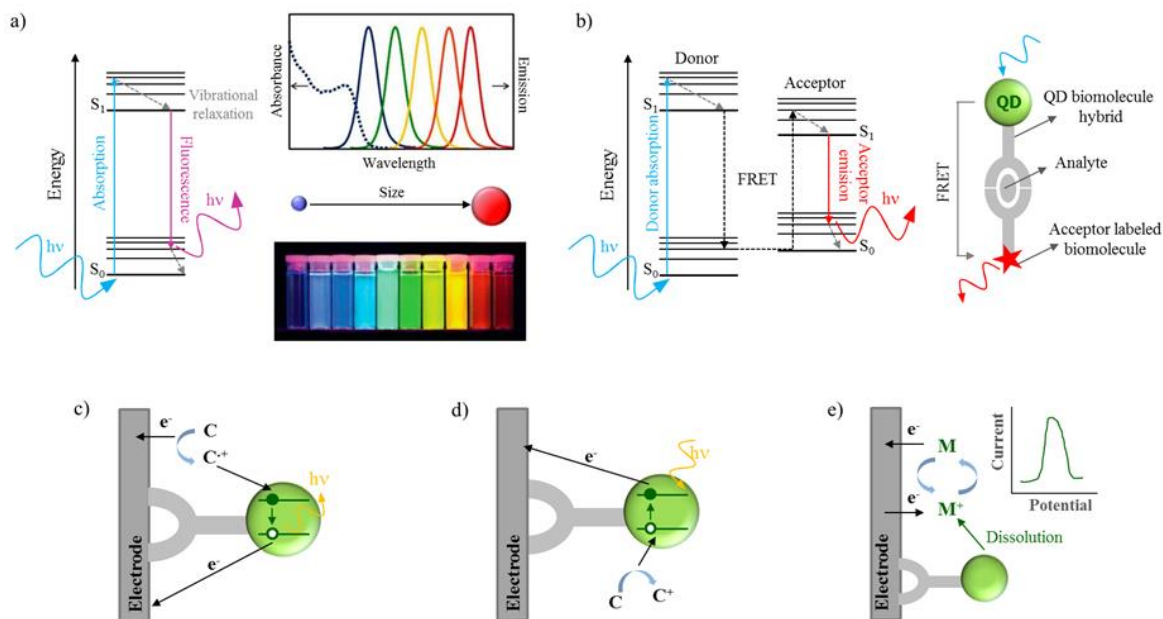 a)
Energy
S1
S0
hν
Absorption
Vibrational
relaxation
Fluorescence
hν
Absorbance
Emission
Wavelength
Size
b)
Energy
Donor
S1
S0
hν
Donor absorption
FRET
Acceptor
S1
S0
Acceptor
emision
hν
FRET
QD
QD biomolecule
hybrid
Analyte
Acceptor labeled
biomolecule
c)
Electrode
e-
C
C·+
hν
e-
d)
Electrode
e-
hν
C
C+
e)
Electrode
e-
M
e-
M+
Dissolution
Current
Potential